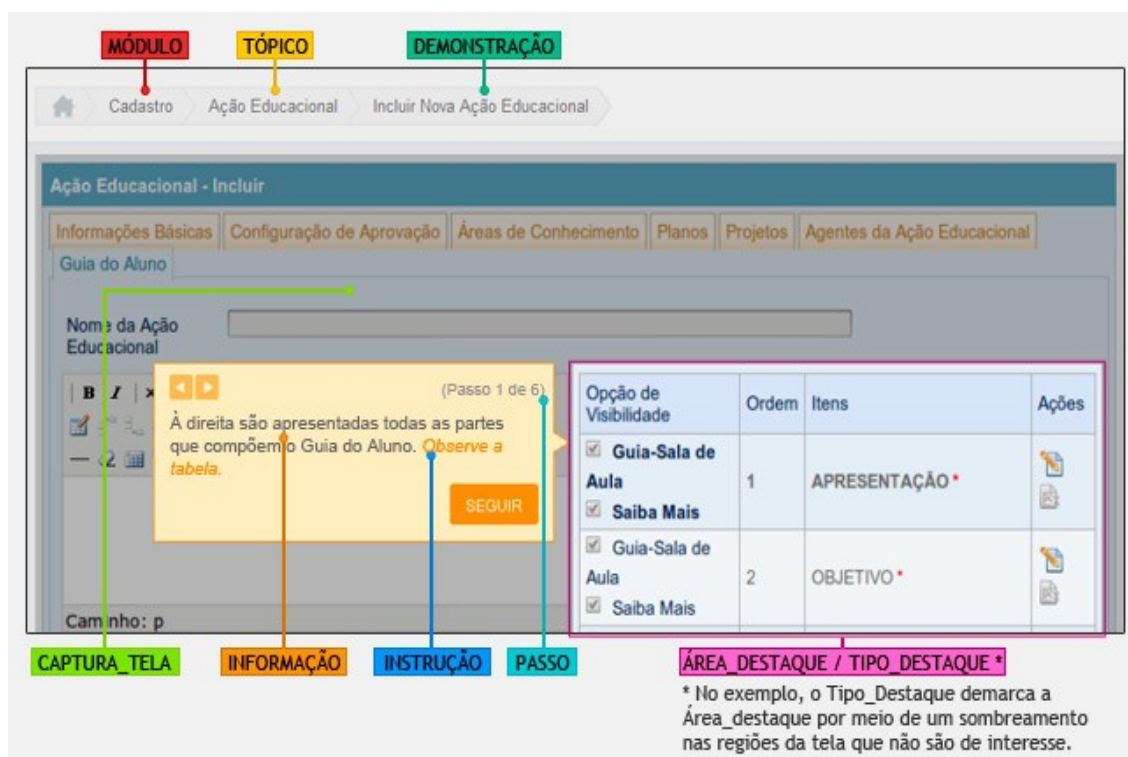 MÓDULO TÓPICO DEMONSTRAÇÃO
Cadastro Ação Educacional Incluir Nova Ação Educacional
Ação Educacional - Incluir
Informações Básicas Configuração de Aprovação Áreas de Conhecimento Planos Projetos Agentes da Ação Educacional
Guia do Aluno
Nome da Ação
Educacional
B I
(Passo 1 de 6)
À direita são apresentadas todas as partes
que compõem o Guia do Aluno. Observe a
tabela.
SEGUIR
Opção de
Visibilidade Ordem Itens Ações
Guia-Sala de
Aula 1 APRESENTAÇÃO *
Saiba Mais
Guia-Sala de
Aula 2 OBJETIVO *
Saiba Mais
Caminho: p
CAPTURA_TELA INFORMAÇÃO INSTRUÇÃO PASSO ÁREA_DESTAQUE / TIPO_DESTAQUE *
* No exemplo, o Tipo_Destaque demarca a
Área_destaque por meio de um sombreamento
nas regiões da tela que não são de interesse.